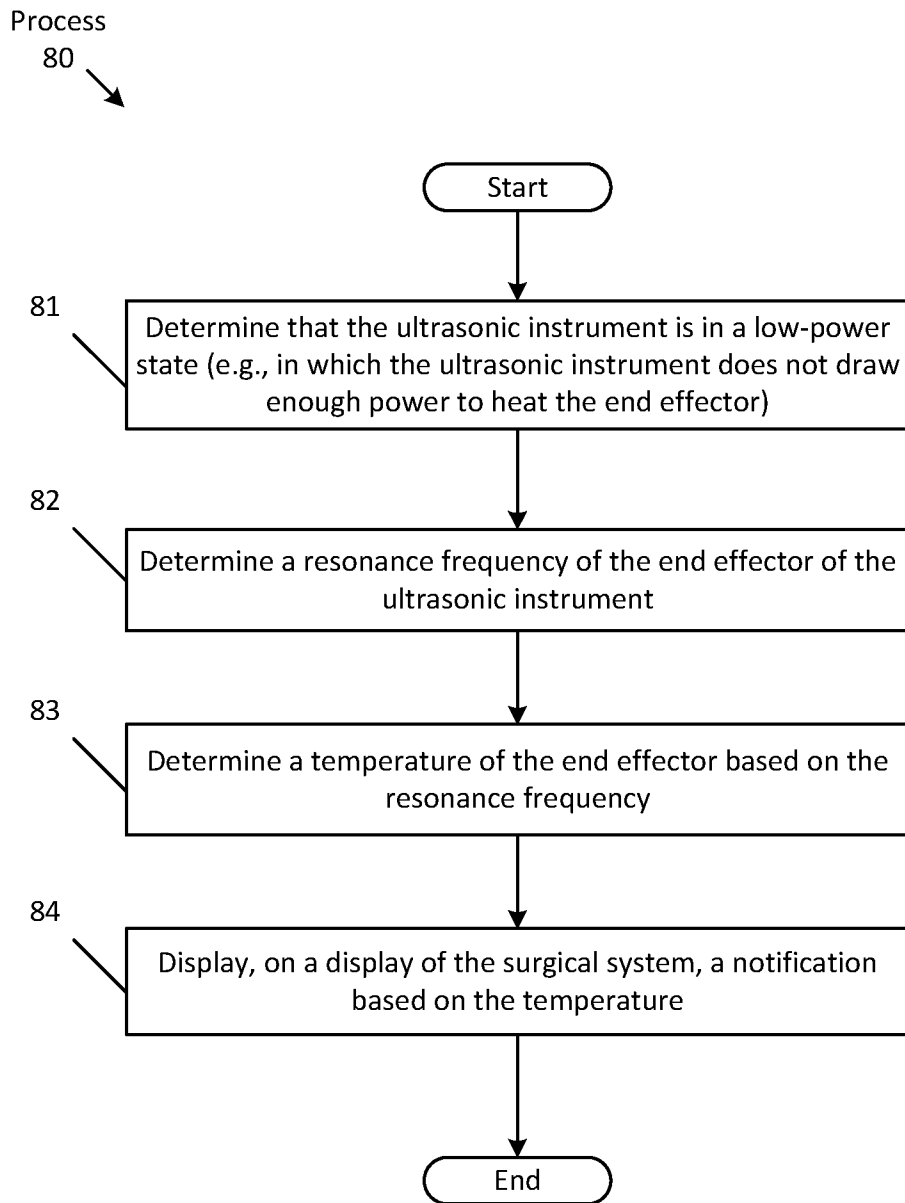 Process
80
Start
81
Determine that the ultrasonic instrument is in a low-power
state (e.g., in which the ultrasonic instrument does not draw
enough power to heat the end effector)
82
Determine a resonance frequency of the end effector of the
ultrasonic instrument
83
Determine a temperature of the end effector based on the
resonance frequency
84
Display, on a display of the surgical system, a notification
based on the temperature
End